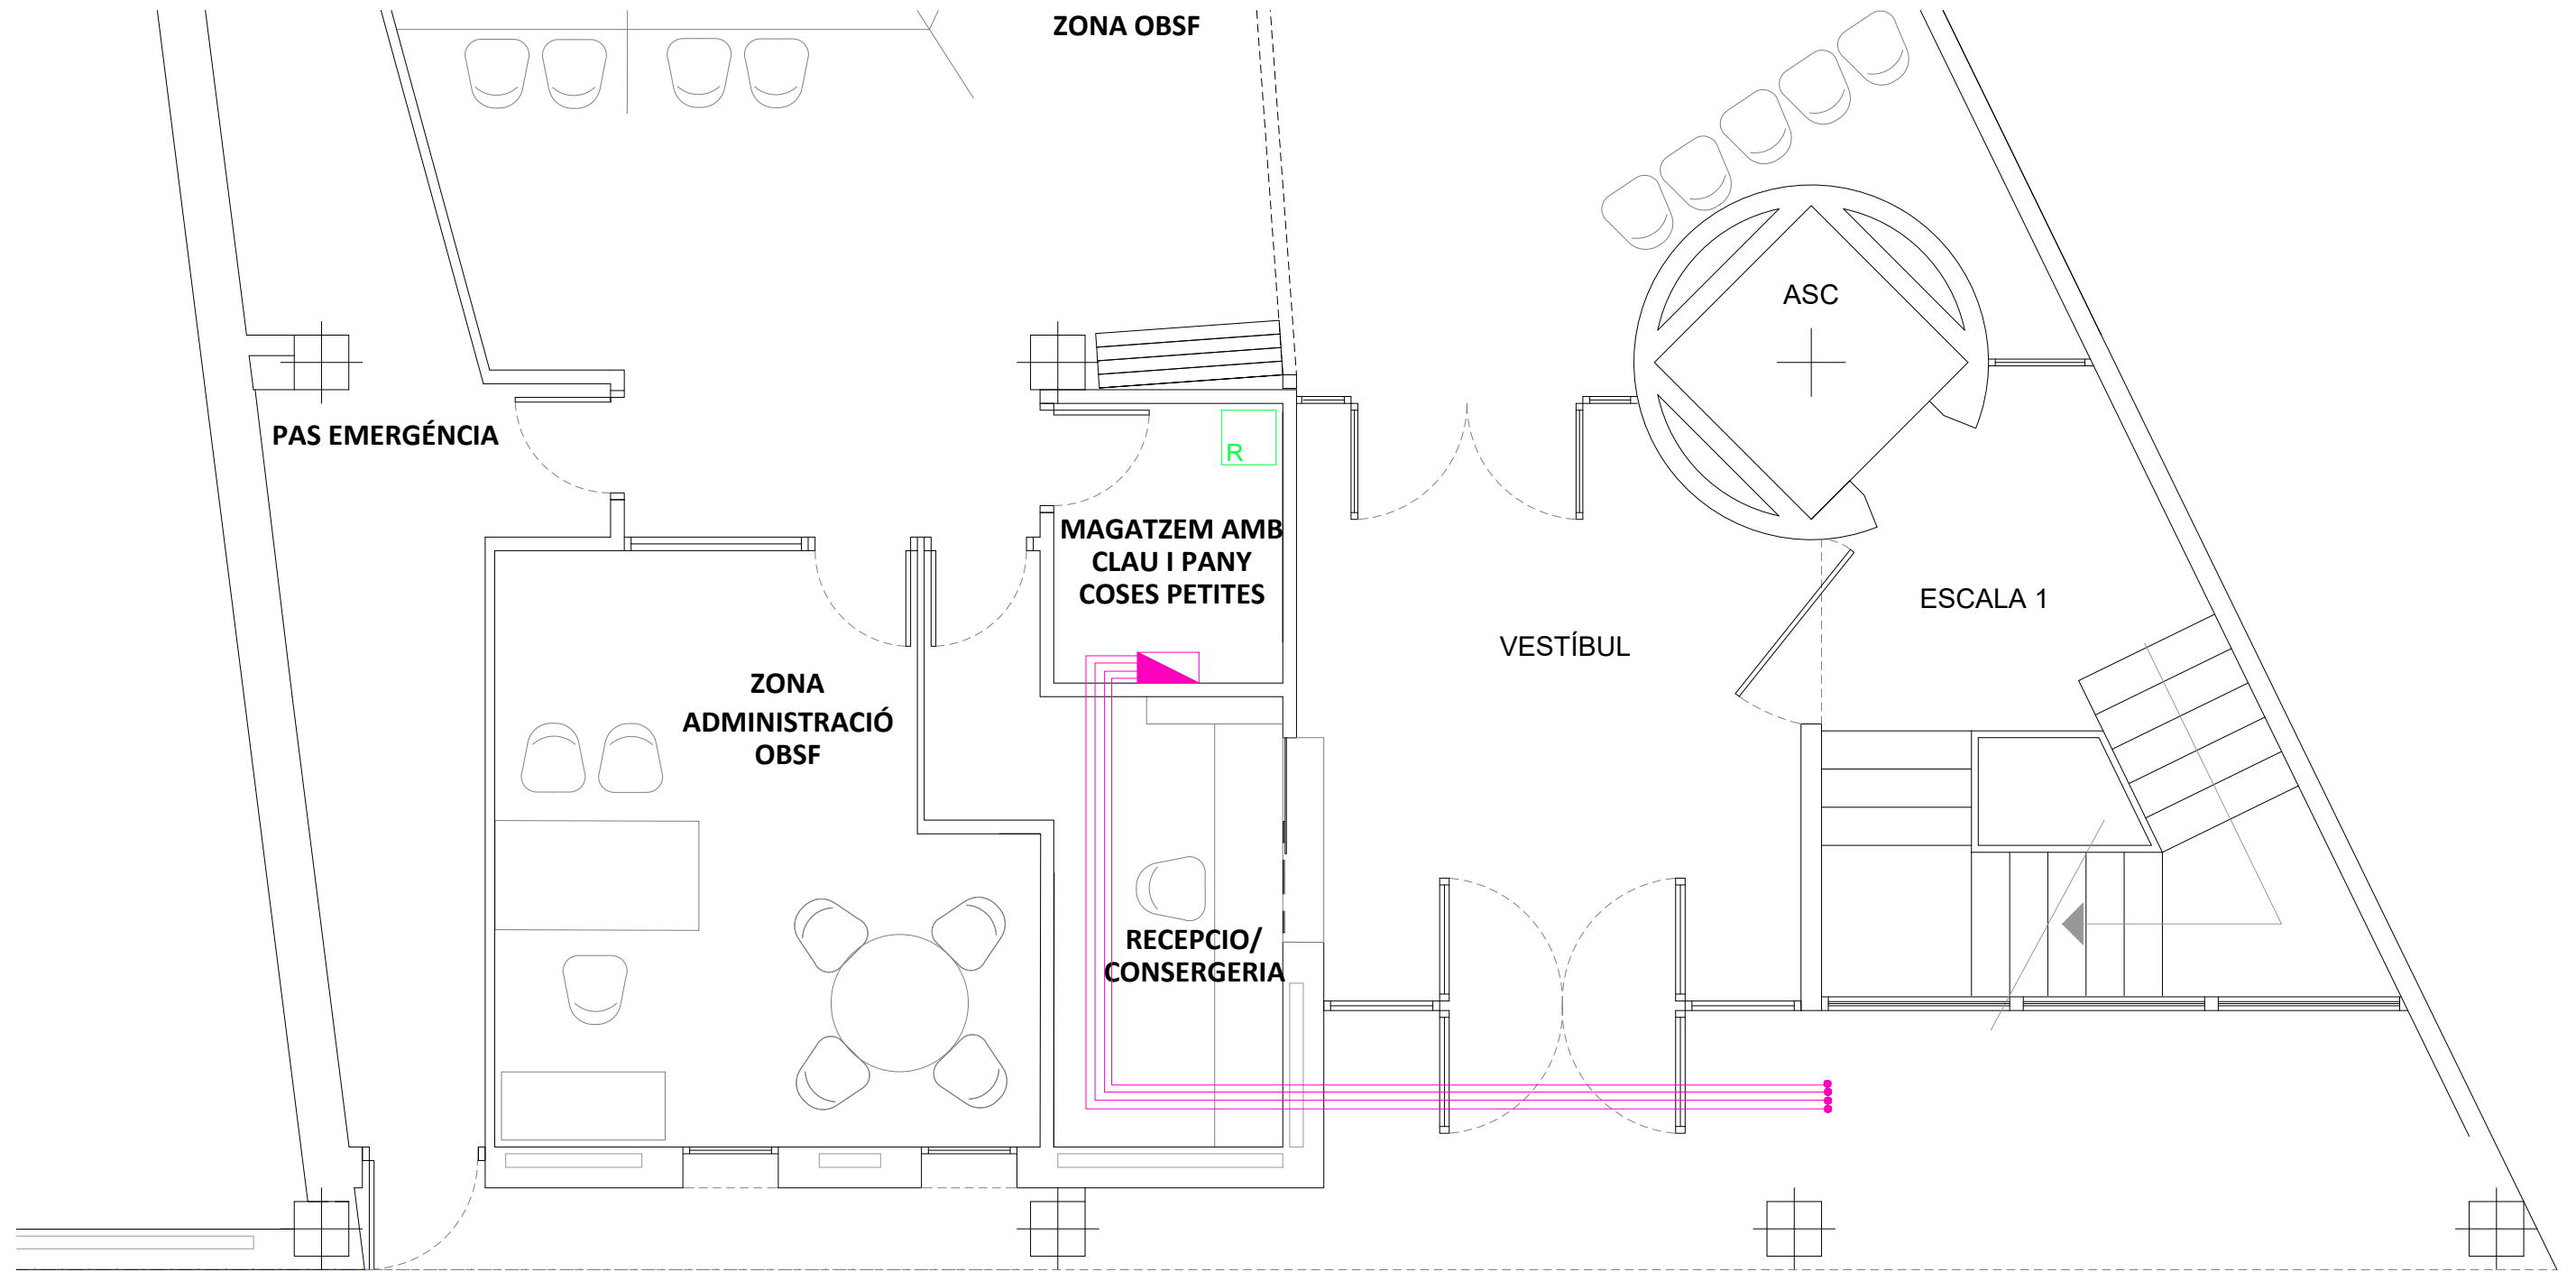 ZONA OBSF
ASC
PAS EMERGÉNCIA
R
MAGATZEM AMB
CLAU I PANY
COSES PETITES
ESCALA 1
VESTÍBUL
ZONA
ADMINISTRACIÓ
OBSF
RECEPCIO/
CONSERGERIA